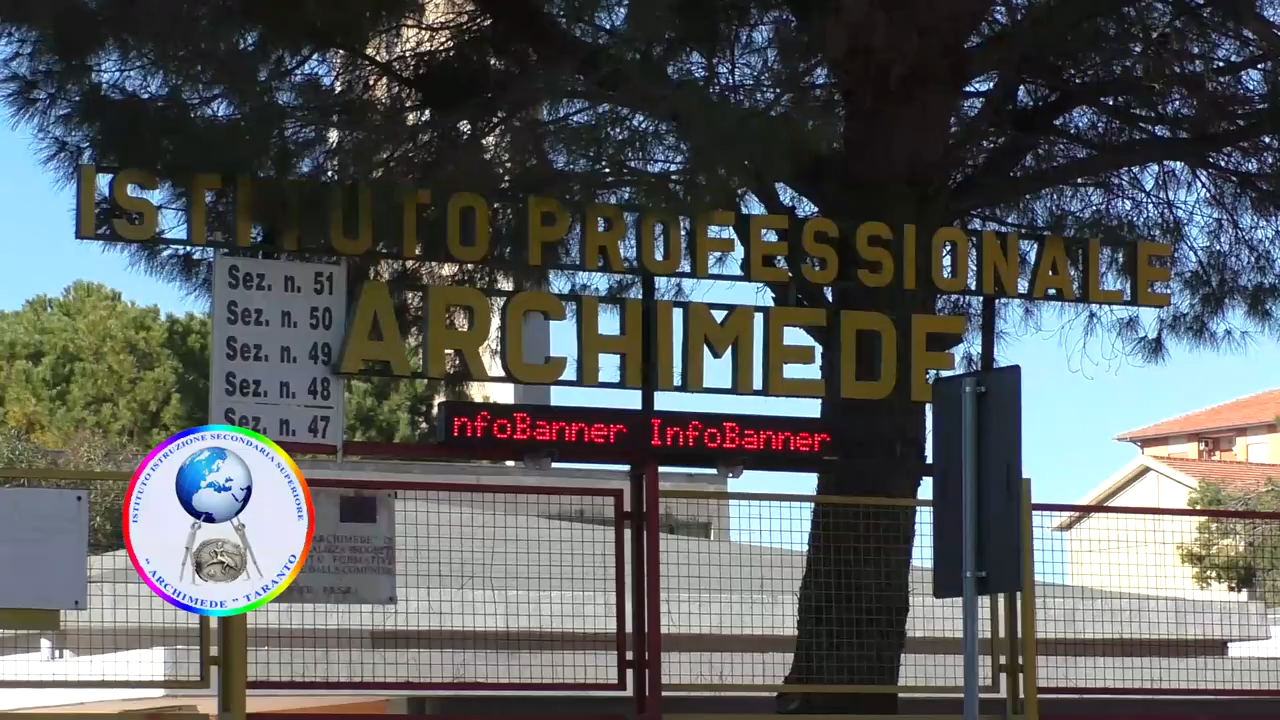 ISTITUTO PROFESSIONALE
ARCHIMEDE
Sez. n. 51
Sez. n. 50
Sez. n. 49
Sez. n. 48
Sez. n. 47
nfoBanner InfoBanner
ISTITUTO ISTRUZIONE SECONDARIA SUPERIORE
"ARCHIMEDE" TARANTO
ARCHIMEDE